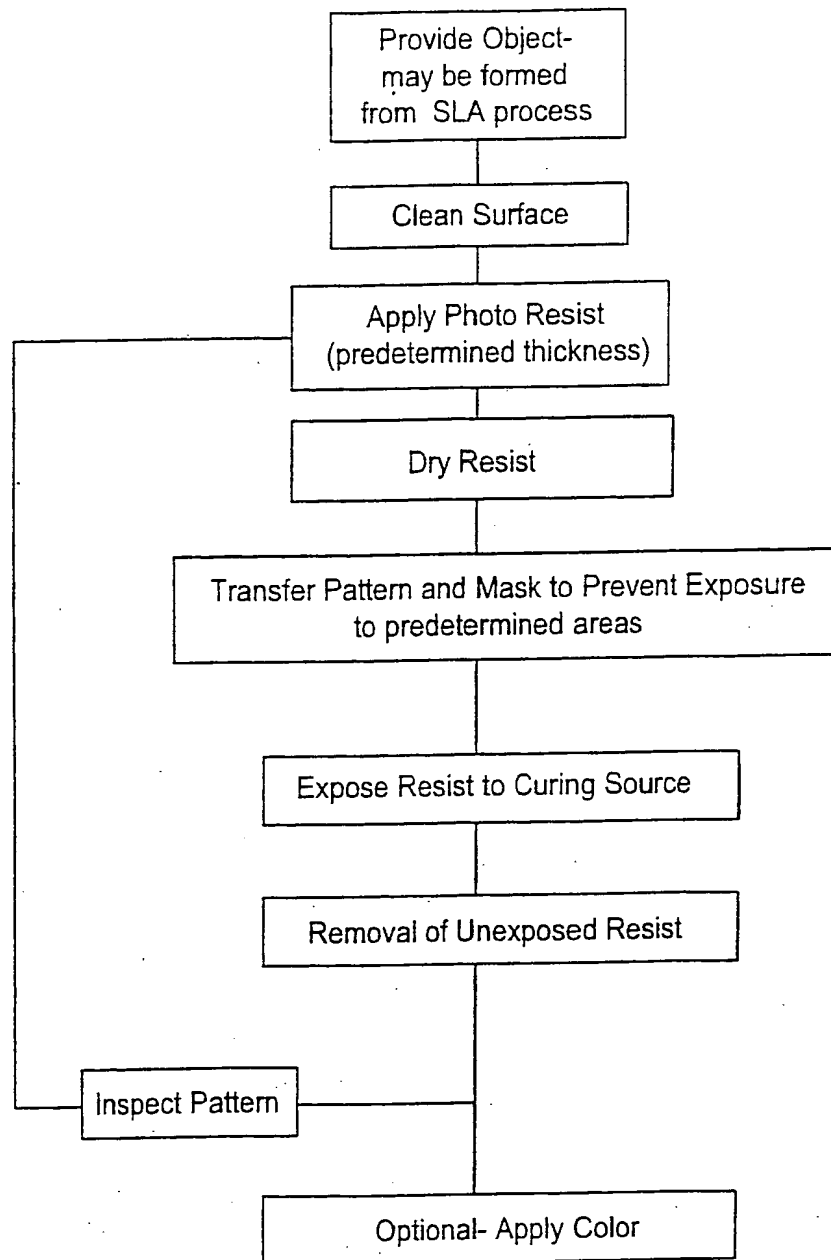 Provide Object-
may be formed
from SLA process
Clean Surface
Apply Photo Resist
(predetermined thickness)
Dry Resist
Transfer Pattern and Mask to Prevent Exposure
to predetermined areas
Expose Resist to Curing Source
Removal of Unexposed Resist
Inspect Pattern
Optional- Apply Color